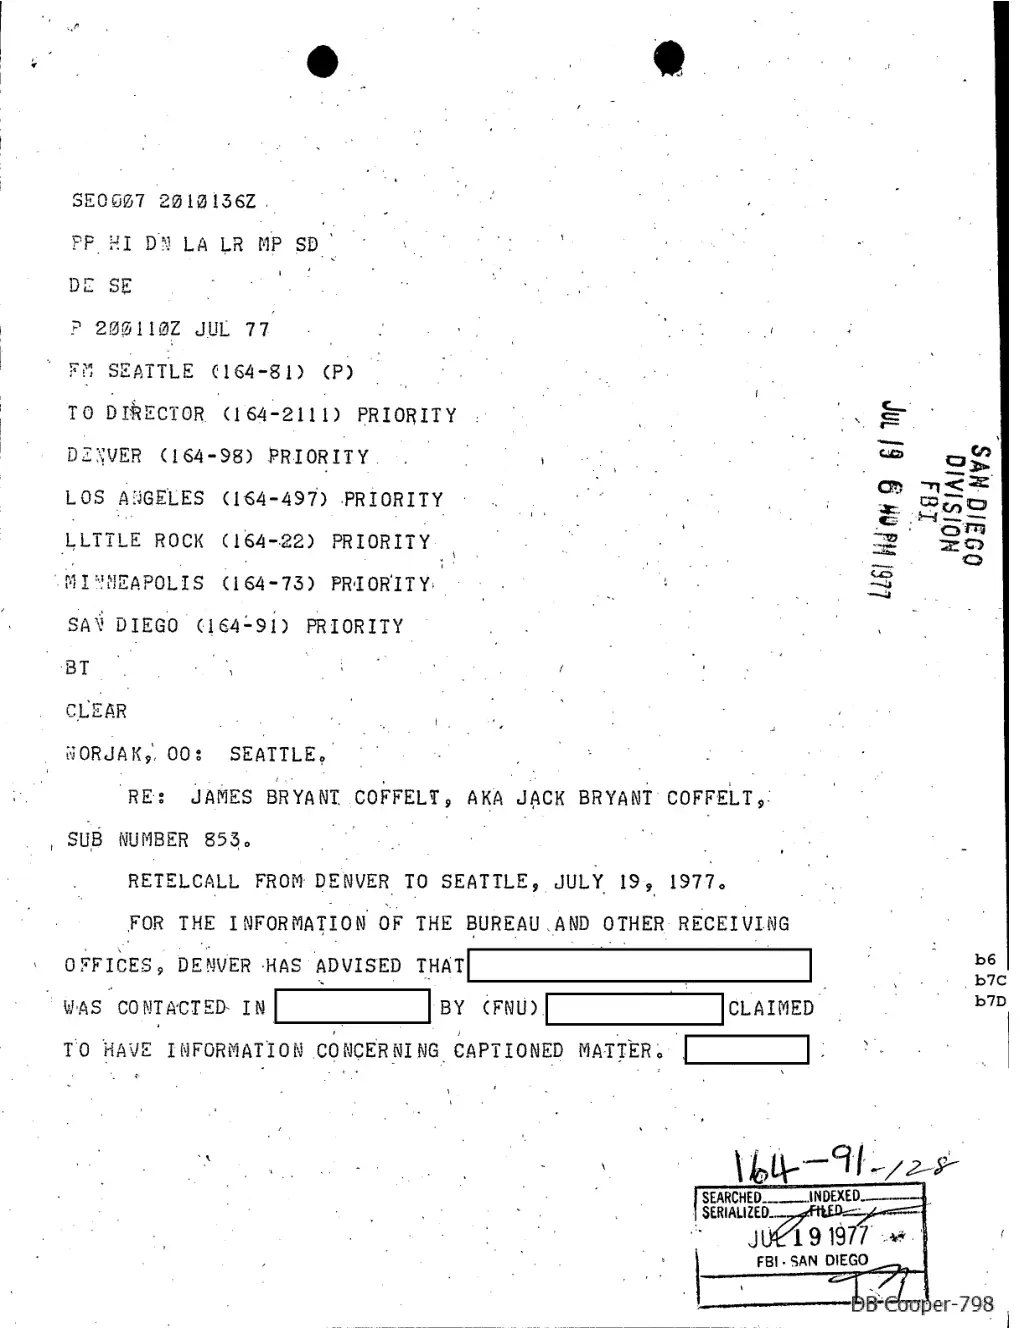 SEO007 2010136Z
PP HI DN LA LR MP SD
DE SE
P 200110Z JUL 77
FM SEATTLE (164-81) (P)
TO DIRECTOR (164-2111) PRIORITY
DENVER (164-98) PRIORITY
LOS ANGELES (164-497) PRIORITY
LLTTLE ROCK (164-22) PRIORITY
MINNEAPOLIS (164-73) PRIORITY
SAN DIEGO (164-91) PRIORITY
BT
CLEAR
NORJAK, OO: SEATTLE.
RE: JAMES BRYANT COFFELT, AKA JACK BRYANT COFFELT,
SUB NUMBER 853.
RETELCALL FROM DENVER TO SEATTLE, JULY 19, 1977.
FOR THE INFORMATION OF THE BUREAU AND OTHER RECEIVING
OFFICES, DENVER HAS ADVISED THAT
WAS CONTACTED IN BY (FNU) CLAIMED
TO HAVE INFORMATION CONCERNING CAPTIONED MATTER.
b6
b7C
b7D
JUL 19 6 PM 1977
SAN DIEGO
DIVISION
FBI
164-91-128
SEARCHED INDEXED
SERIALIZED FILED
JUL 19 1977
FBI - SAN DIEGO
DB Cooper-798